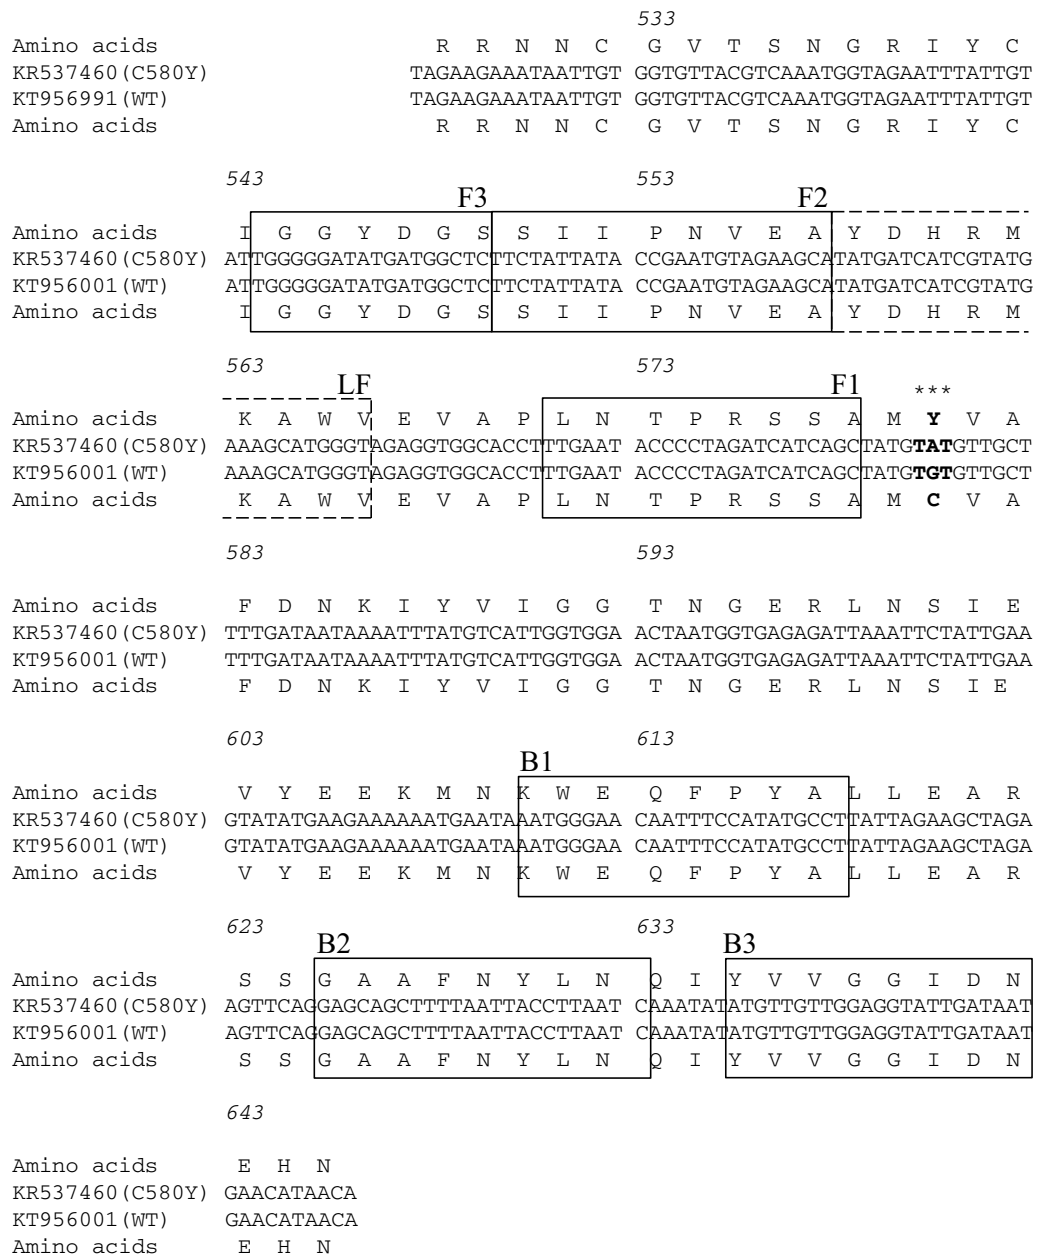 533
Amino acids R R N N C G V T S N G R I Y C
KR537460(C580Y) TAGAAGAAATAATTGT GGTGTTACGTCAAATGGTAGAATTTATTGT
KT956991(WT) TAGAAGAAATAATTGT GGTGTTACGTCAAATGGTAGAATTTATTGT
Amino acids R R N N C G V T S N G R I Y C
543 553
F3 F2
Amino acids I G G Y D G S S I I P N V E A Y D H R M
KR537460(C580Y) ATTGGGGGATATGATGGCTCTTCTATTATA CCGAATGTAGAAGCATATGATCATCGTATG
KT956001(WT) ATTGGGGGATATGATGGCTCTTCTATTATA CCGAATGTAGAAGCATATGATCATCGTATG
Amino acids I G G Y D G S S I I P N V E A Y D H R M
563 573
LF F1 ***
Amino acids K A W V E V A P L N T P R S S A M Y V A
KR537460(C580Y) AAAGCATGGGTAGAGGTGGCACCTTTGAAT ACCCCTAGATCATCAGCTATGTATGTTGCT
KT956001(WT) AAAGCATGGGTAGAGGTGGCACCTTTGAAT ACCCCTAGATCATCAGCTATGTGTGTTGCT
Amino acids K A W V E V A P L N T P R S S A M C V A
583 593
Amino acids F D N K I Y V I G G T N G E R L N S I E
KR537460(C580Y) TTTGATAATAAAATTTATGTCATTGGTGGA ACTAATGGTGAGAGATTAAATTCTATTGAA
KT956001(WT) TTTGATAATAAAATTTATGTCATTGGTGGA ACTAATGGTGAGAGATTAAATTCTATTGAA
Amino acids F D N K I Y V I G G T N G E R L N S I E
603 613
B1
Amino acids V Y E E K M N K W E Q F P Y A L L E A R
KR537460(C580Y) GTATATGAAGAAAAAATGAATAAATGGGAA CAATTTCCATATGCCTTATTAGAAGCTAGA
KT956001(WT) GTATATGAAGAAAAAATGAATAAATGGGAA CAATTTCCATATGCCTTATTAGAAGCTAGA
Amino acids V Y E E K M N K W E Q F P Y A L L E A R
623 633
B2 B3
Amino acids S S G A A F N Y L N Q I Y V V G G I D N
KR537460(C580Y) AGTTCAGGAGCAGCTTTTAATTACCTTAAT CAAATATATGTTGTTGGAGGTATTGATAAT
KT956001(WT) AGTTCAGGAGCAGCTTTTAATTACCTTAAT CAAATATATGTTGTTGGAGGTATTGATAAT
Amino acids S S G A A F N Y L N Q I Y V V G G I D N
643
Amino acids E H N
KR537460(C580Y) GAACATAACA
KT956001(WT) GAACATAACA
Amino acids E H N